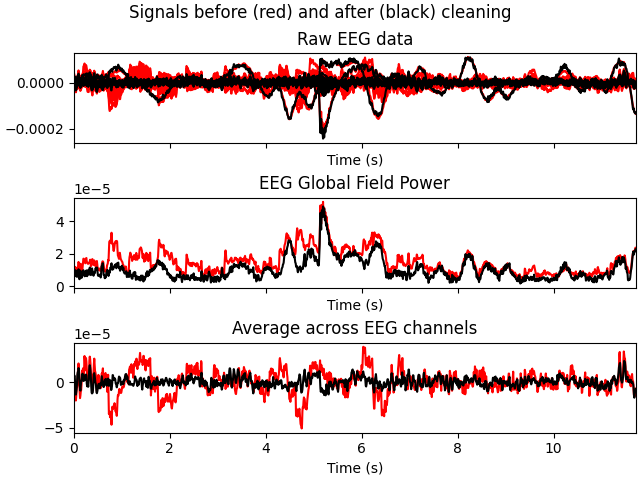 Signals before (red) and after (black) cleaning
Raw EEG data
0.0000
−0.0002
Time (s)
EEG Global Field Power
1e−5
4
2
0
Time (s)
Average across EEG channels
1e−5
0
−5
0 2 4 6 8 10
Time (s)